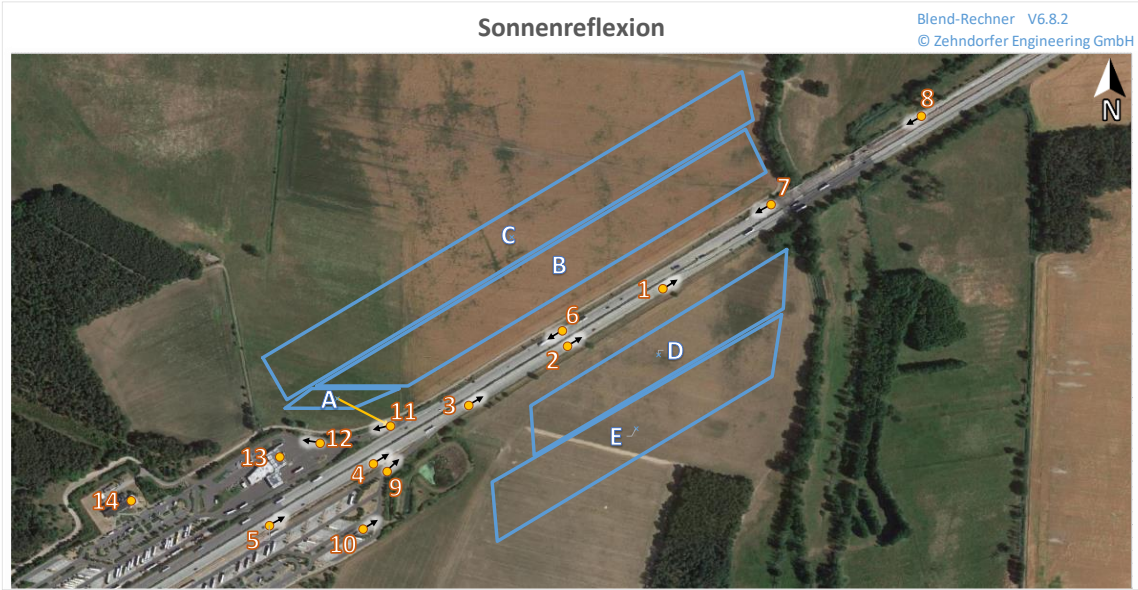 Sonnenreflexion
Blend-Rechner V6.8.2
© Zehndorfer Engineering GmbH
8
N
7
C
B
1
6
2
D
3
A
11
E
12
13
4
9
14
5
10